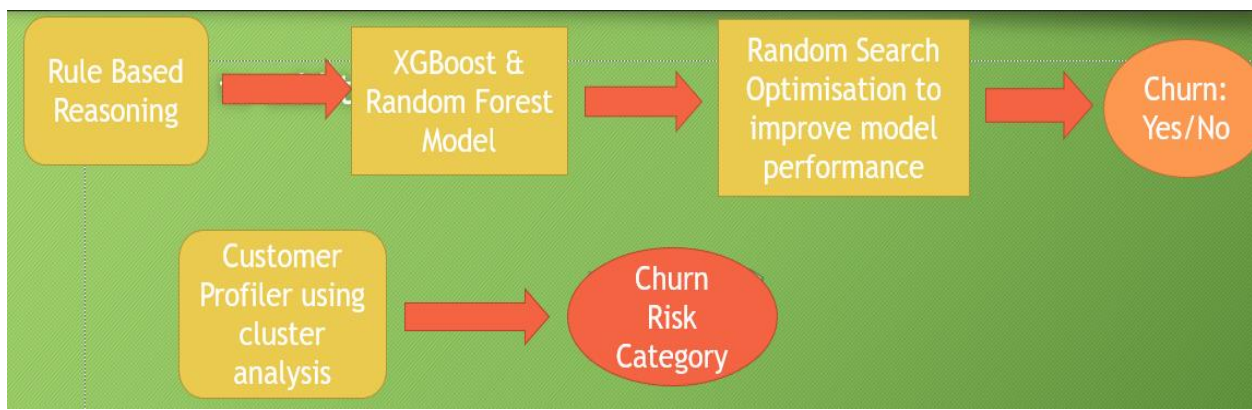 Rule Based
Reasoning
XGBoost &
Random Forest
Model
Random Search
Optimisation to
improve model
performance
Churn:
Yes/No
Customer
Profiler using
cluster
analysis
Churn
Risk
Category